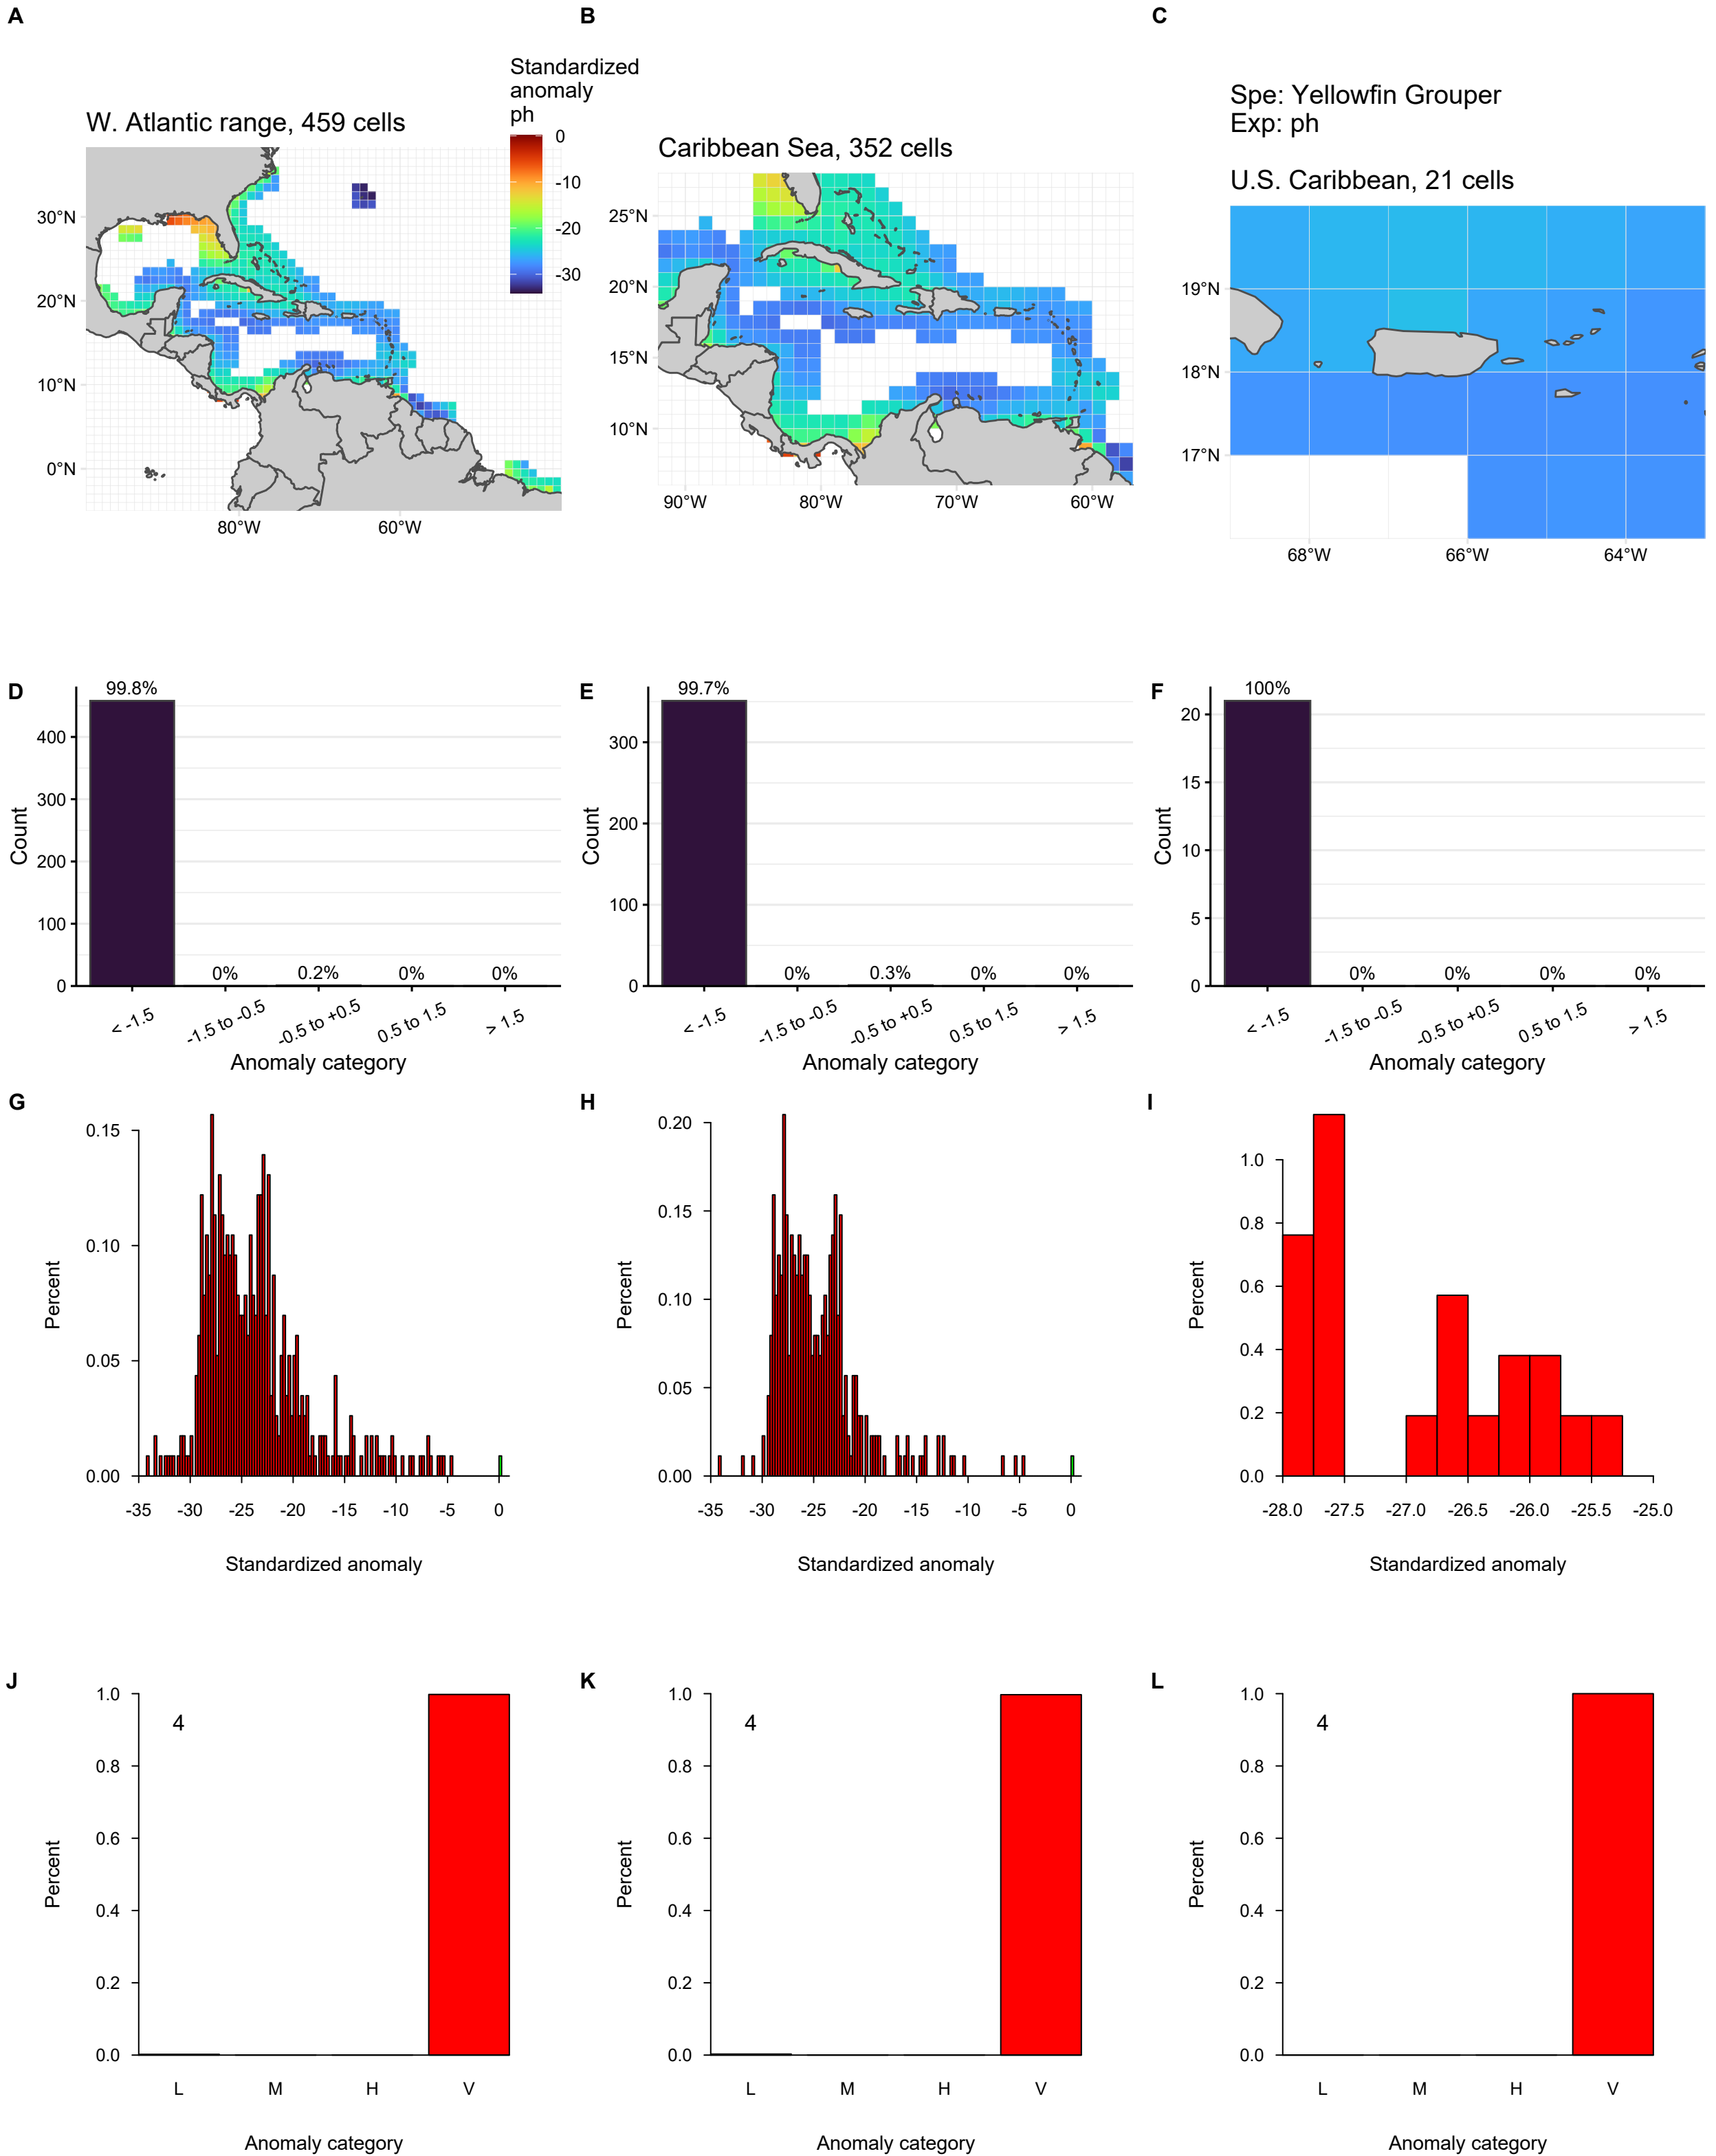 A
B
C
Standardized
anomaly
ph
0
-10
-20
-30
W. Atlantic range, 459 cells
30°N
20°N
10°N
0°N
80°W
60°W
Caribbean Sea, 352 cells
25°N
20°N
15°N
10°N
90°W
80°W
70°W
60°W
Spe: Yellowfin Grouper
Exp: ph
U.S. Caribbean, 21 cells
19°N
18°N
17°N
68°W
66°W
64°W
D
99.8%
0%
0.2%
0%
0%
400
300
200
100
0
Count
< -1.5
-1.5 to -0.5
-0.5 to +0.5
0.5 to 1.5
> 1.5
Anomaly category
E
99.7%
0%
0.3%
0%
0%
300
200
100
0
Count
< -1.5
-1.5 to -0.5
-0.5 to +0.5
0.5 to 1.5
> 1.5
Anomaly category
F
100%
0%
0%
0%
0%
20
15
10
5
0
Count
< -1.5
-1.5 to -0.5
-0.5 to +0.5
0.5 to 1.5
> 1.5
Anomaly category
G
0.15
0.10
0.05
0.00
Percent
-35
-30
-25
-20
-15
-10
-5
0
Standardized anomaly
H
0.20
0.15
0.10
0.05
0.00
Percent
-35
-30
-25
-20
-15
-10
-5
0
Standardized anomaly
I
1.0
0.8
0.6
0.4
0.2
0.0
Percent
-28.0
-27.5
-27.0
-26.5
-26.0
-25.5
-25.0
Standardized anomaly
J
4
1.0
0.8
0.6
0.4
0.2
0.0
Percent
L
M
H
V
Anomaly category
K
4
1.0
0.8
0.6
0.4
0.2
0.0
Percent
L
M
H
V
Anomaly category
L
4
1.0
0.8
0.6
0.4
0.2
0.0
Percent
L
M
H
V
Anomaly category